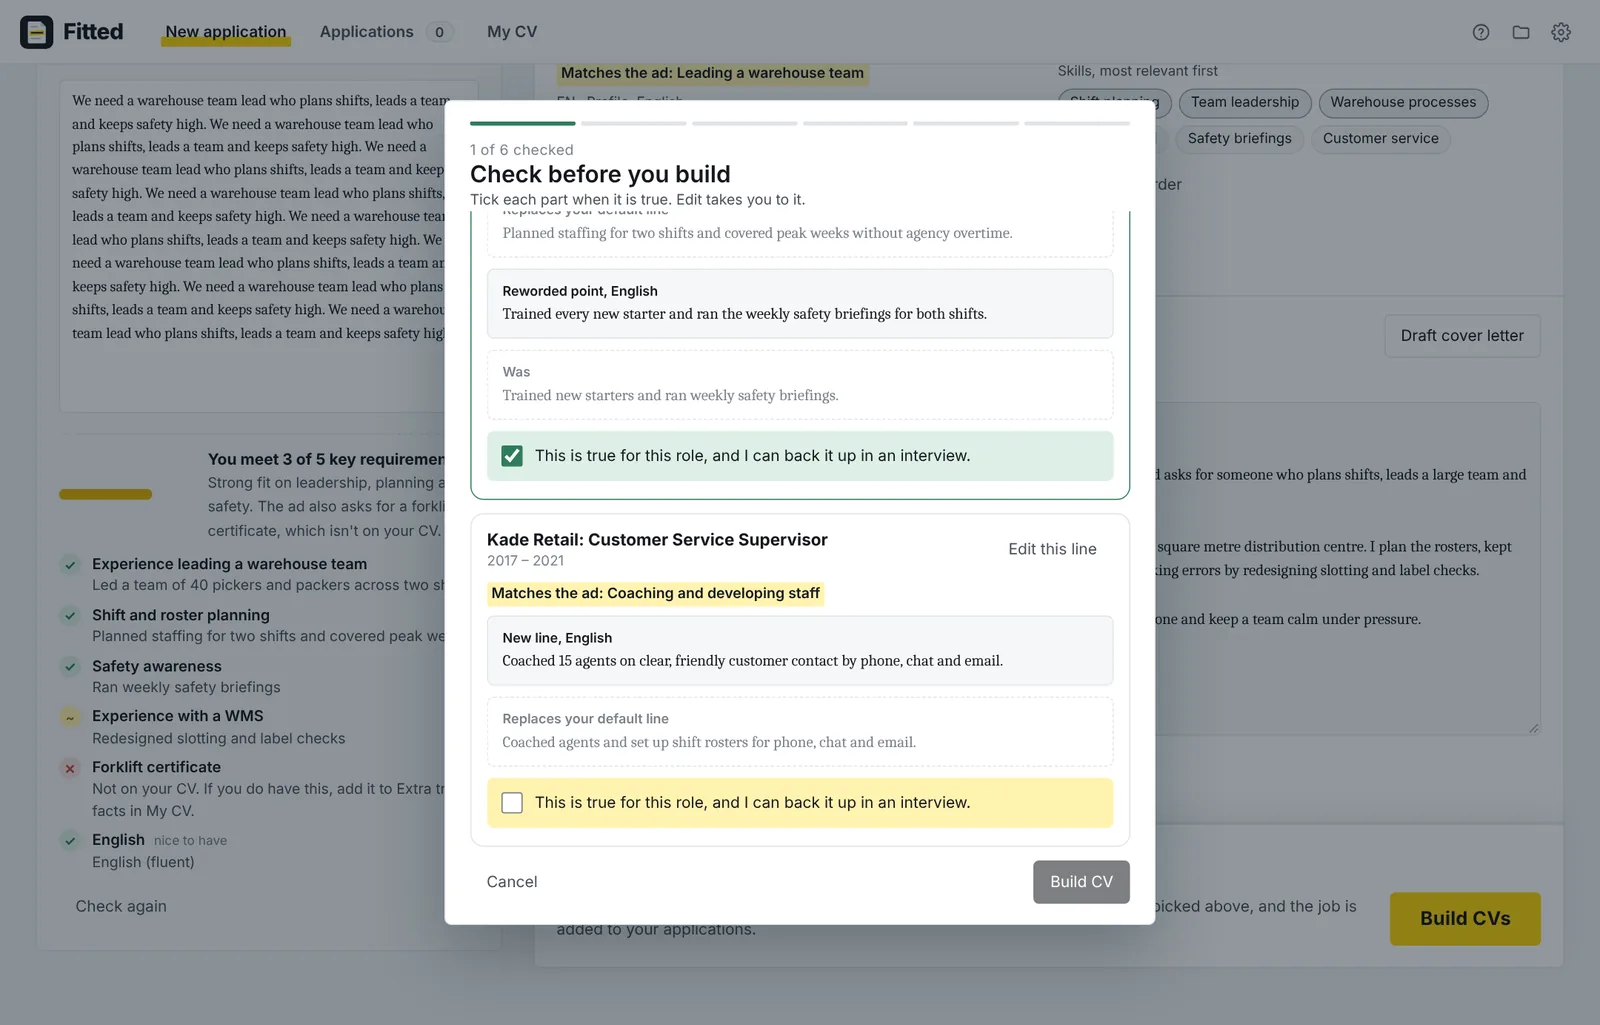 Fitted
New application
Applications 0
My CV
We need a warehouse team lead who plans shifts, leads a team
and keeps safety high. We need a warehouse team lead who
plans shifts, leads a team and keeps safety high. We need a
warehouse team lead who plans shifts, leads a team and keep
safety high. We need a warehouse team lead who plans shifts,
leads a team and keeps safety high. We need a warehouse tea
lead who plans shifts, leads a team and keeps safety high. We
need a warehouse team lead who plans shifts, leads a team an
keeps safety high. We need a warehouse team lead who plans
shifts, leads a team and keeps safety high. We need a warehou
team lead who plans shifts, leads a team and keeps safety hig
You meet 3 of 5 key requiremen
Strong fit on leadership, planning a
safety. The ad also asks for a forkli
certificate, which isn't on your CV.
Experience leading a warehouse team
Led a team of 40 pickers and packers across two sh
Shift and roster planning
Planned staffing for two shifts and covered peak we
Safety awareness
Ran weekly safety briefings
~
Experience with a WMS
Redesigned slotting and label checks
Forklift certificate
Not on your CV. If you do have this, add it to Extra tr
facts in My CV.
English nice to have
English (fluent)
Check again
Matches the ad: Leading a warehouse team
Skills, most relevant first
Team leadership
Warehouse processes
Safety briefings
Customer service
rder
Draft cover letter
asks for someone who plans shifts, leads a large team and
square metre distribution centre. I plan the rosters, kept
king errors by redesigning slotting and label checks.
one and keep a team calm under pressure.
picked above, and the job is
added to your applications.
Build CVs
1 of 6 checked
Check before you build
Tick each part when it is true. Edit takes you to it.
Replaces your default line
Planned staffing for two shifts and covered peak weeks without agency overtime.
Reworded point, English
Trained every new starter and ran the weekly safety briefings for both shifts.
Was
Trained new starters and ran weekly safety briefings.
This is true for this role, and I can back it up in an interview.
Kade Retail: Customer Service Supervisor
2017 – 2021
Edit this line
Matches the ad: Coaching and developing staff
New line, English
Coached 15 agents on clear, friendly customer contact by phone, chat and email.
Replaces your default line
Coached agents and set up shift rosters for phone, chat and email.
This is true for this role, and I can back it up in an interview.
Cancel
Build CV